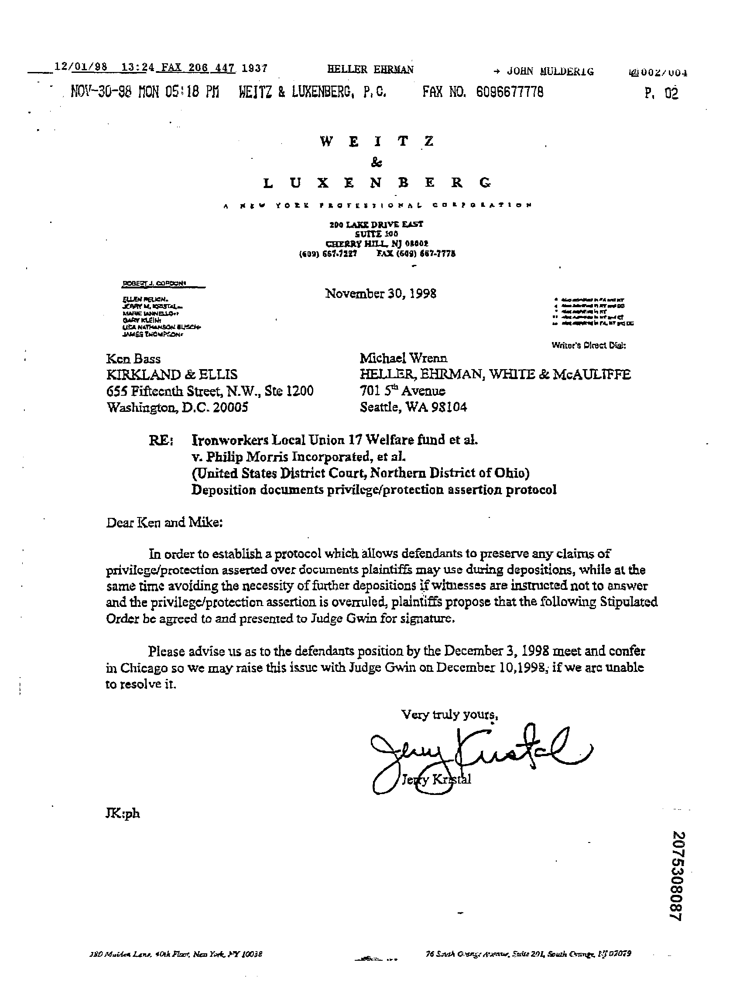 12/01/98 13:24 FAX 206 447 1937 HELLER EHRMAN → JOHN MULDERIG 002/004
NOV-30-98 MON 05:18 PM WEITZ & LUXENBERG, P.C. FAX NO. 6096677778 P. 02
W E I T Z
&
L U X E N B E R G
A NEW YORK PROFESSIONAL CORPORATION
200 LAKE DRIVE EAST
SUITE 100
CHERRY HILL, NJ 08002
(609) 667-7227 FAX (609) 667-7778
ROBERT J. GORDON
ELLEN RELKIN
JERRY M. KRISTAL
MARIE IANNIELLO
GARY KLEIN
LISA NATHANSON BUSCH
JAMES THOMPSON
November 30, 1998
Writer's Direct Dial:
Ken Bass
KIRKLAND & ELLIS
655 Fifteenth Street, N.W., Ste 1200
Washington, D.C. 20005
Michael Wrenn
HELLER, EHRMAN, WHITE & McAULIFFE
701 5th Avenue
Seattle, WA 98104
RE: Ironworkers Local Union 17 Welfare fund et al.
v. Philip Morris Incorporated, et al.
(United States District Court, Northern District of Ohio)
Deposition documents privilege/protection assertion protocol
Dear Ken and Mike:
In order to establish a protocol which allows defendants to preserve any claims of
privilege/protection asserted over documents plaintiffs may use during depositions, while at the
same time avoiding the necessity of further depositions if witnesses are instructed not to answer
and the privilege/protection assertion is overruled, plaintiffs propose that the following Stipulated
Order be agreed to and presented to Judge Gwin for signature.
Please advise us as to the defendants position by the December 3, 1998 meet and confer
in Chicago so we may raise this issue with Judge Gwin on December 10,1998, if we are unable
to resolve it.
Very truly yours,
Jerry Kristal
Jerry Kristal
JK:ph
2075308087
180 Maiden Lane, 40th Floor, New York, NY 10038
76 South Orange Avenue, Suite 201, South Orange, NJ 07079